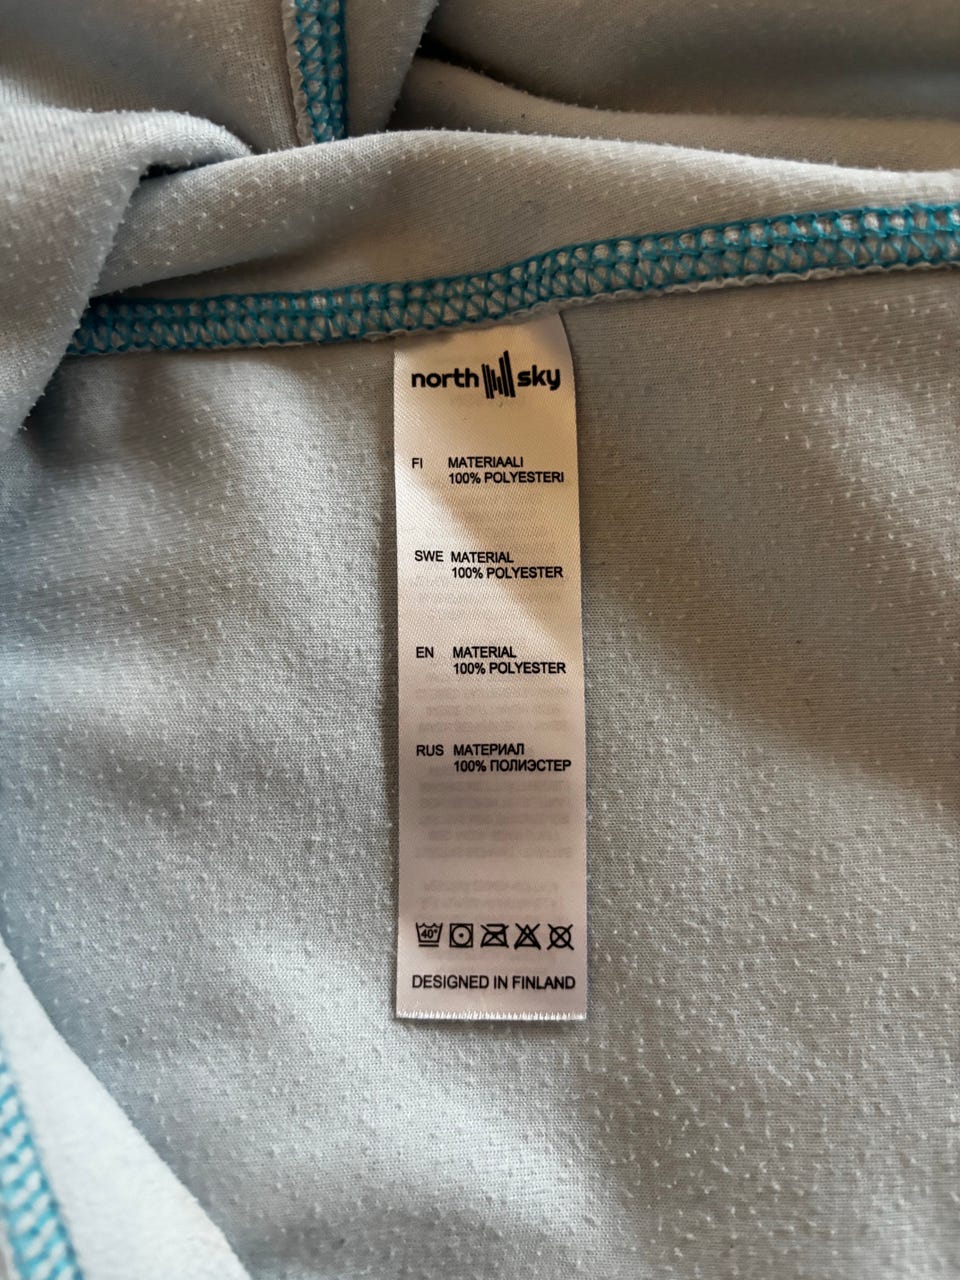 north sky
FI MATERIAALI
100% POLYESTERI
SWE MATERIAL
100% POLYESTER
EN MATERIAL
100% POLYESTER
RUS МАТЕРИАЛ
100% ПОЛИЭСТЕР
40°
DESIGNED IN FINLAND